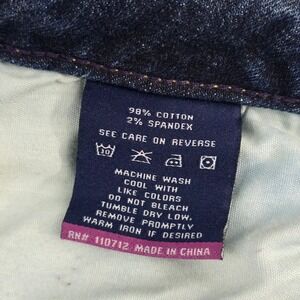 98% COTTON
2% SPANDEX
SEE CARE ON REVERSE
MACHINE WASH
COOL WITH
LIKE COLORS
DO NOT BLEACH
TUMBLE DRY LOW.
REMOVE PROMPTLY
WARM IRON IF DESIRED
RN# 110712 MADE IN CHINA